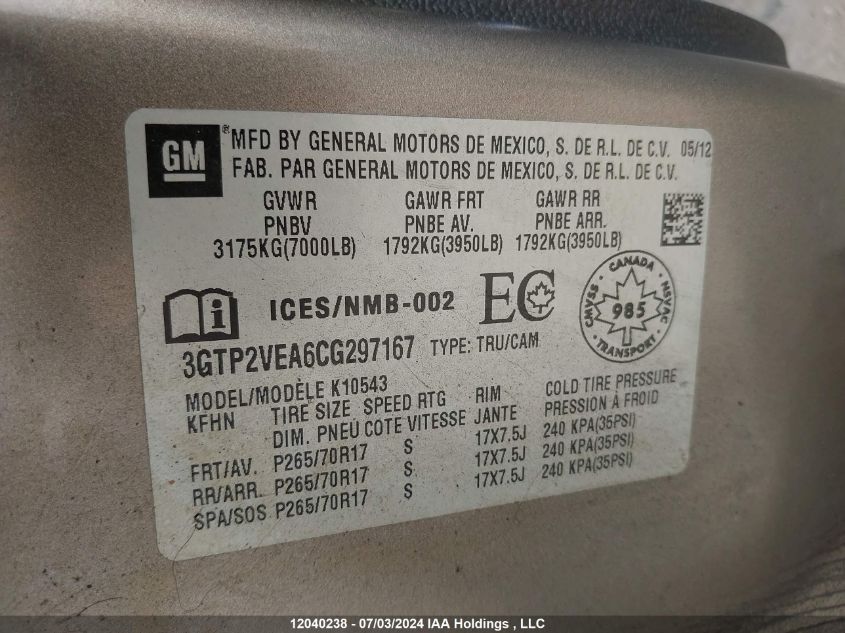 GM
® MFD BY GENERAL MOTORS DE MEXICO, S. DE R.L. DE C.V. 05/12
FAB. PAR GENERAL MOTORS DE MEXICO, S. DE R.L. DE C.V.
GVWR GAWR FRT GAWR RR
PNBV PNBE AV. PNBE ARR.
3175KG(7000LB) 1792KG(3950LB) 1792KG(3950LB)
i ICES/NMB-002 EC
CANADA
CMVSS 985 NSVAC
TRANSPORT
3GTP2VEA6CG297167 TYPE: TRU/CAM
MODEL/MODÈLE K10543
KFHN TIRE SIZE SPEED RTG RIM COLD TIRE PRESSURE
DIM. PNEU COTE VITESSE JANTE PRESSION À FROID
FRT/AV. P265/70R17 S 17X7.5J 240 KPA(35PSI)
RR/ARR. P265/70R17 S 17X7.5J 240 KPA(35PSI)
SPA/SOS P265/70R17 S 17X7.5J 240 KPA(35PSI)
12040238 - 07/03/2024 IAA Holdings , LLC